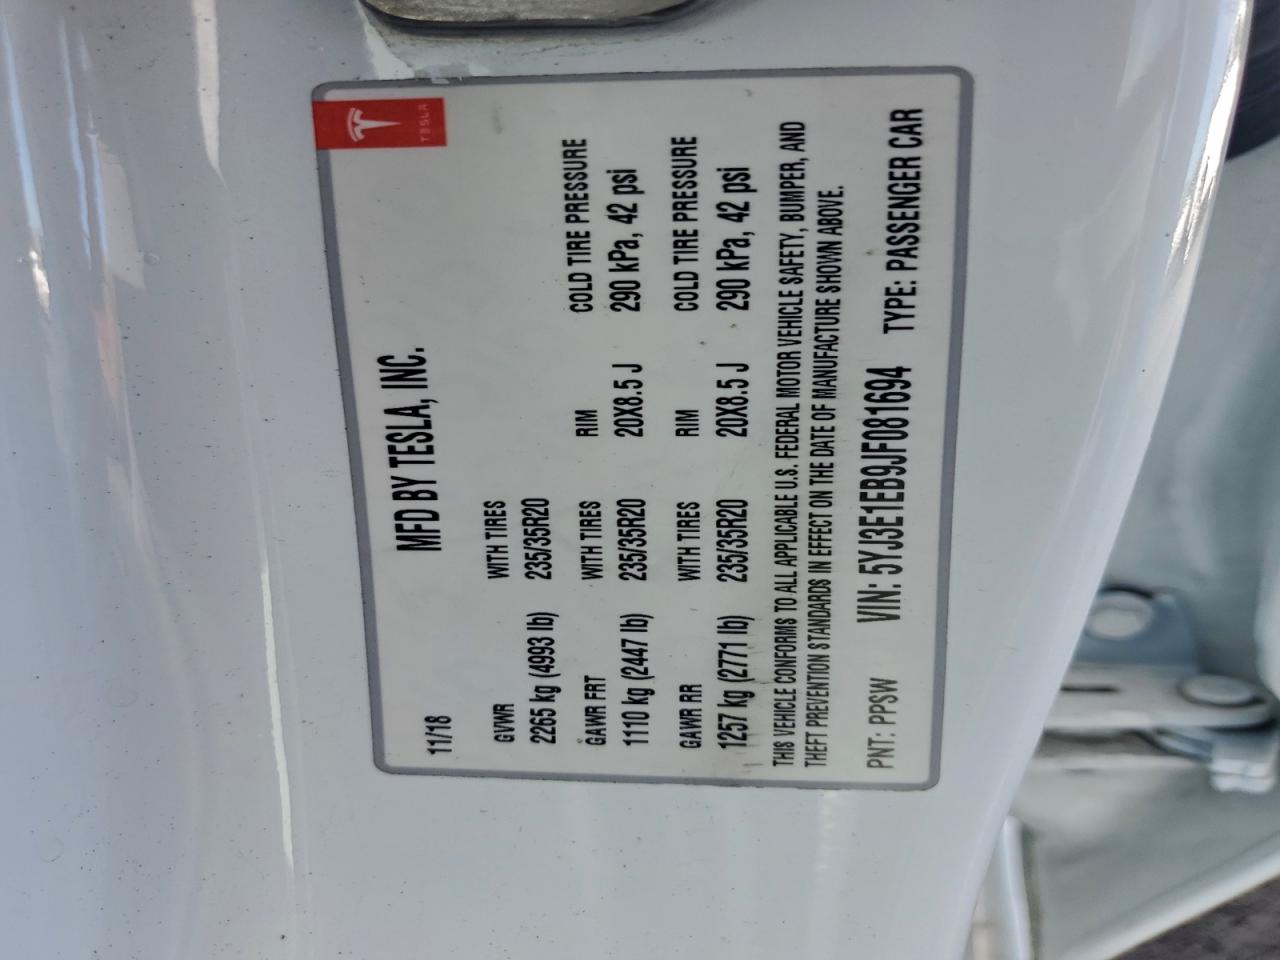 TESLA
MFD BY TESLA, INC.
11/18
GVWR WITH TIRES
2265 kg (4993 lb) 235/35R20
GAWR FRT WITH TIRES RIM COLD TIRE PRESSURE
1110 kg (2447 lb) 235/35R20 20X8.5 J 290 kPa, 42 psi
GAWR RR WITH TIRES RIM COLD TIRE PRESSURE
1257 kg (2771 lb) 235/35R20 20X8.5 J 290 kPa, 42 psi
THIS VEHICLE CONFORMS TO ALL APPLICABLE U.S. FEDERAL MOTOR VEHICLE SAFETY, BUMPER, AND
THEFT PREVENTION STANDARDS IN EFFECT ON THE DATE OF MANUFACTURE SHOWN ABOVE.
PNT: PPSW VIN: 5YJ3E1EB9JF081694 TYPE: PASSENGER CAR